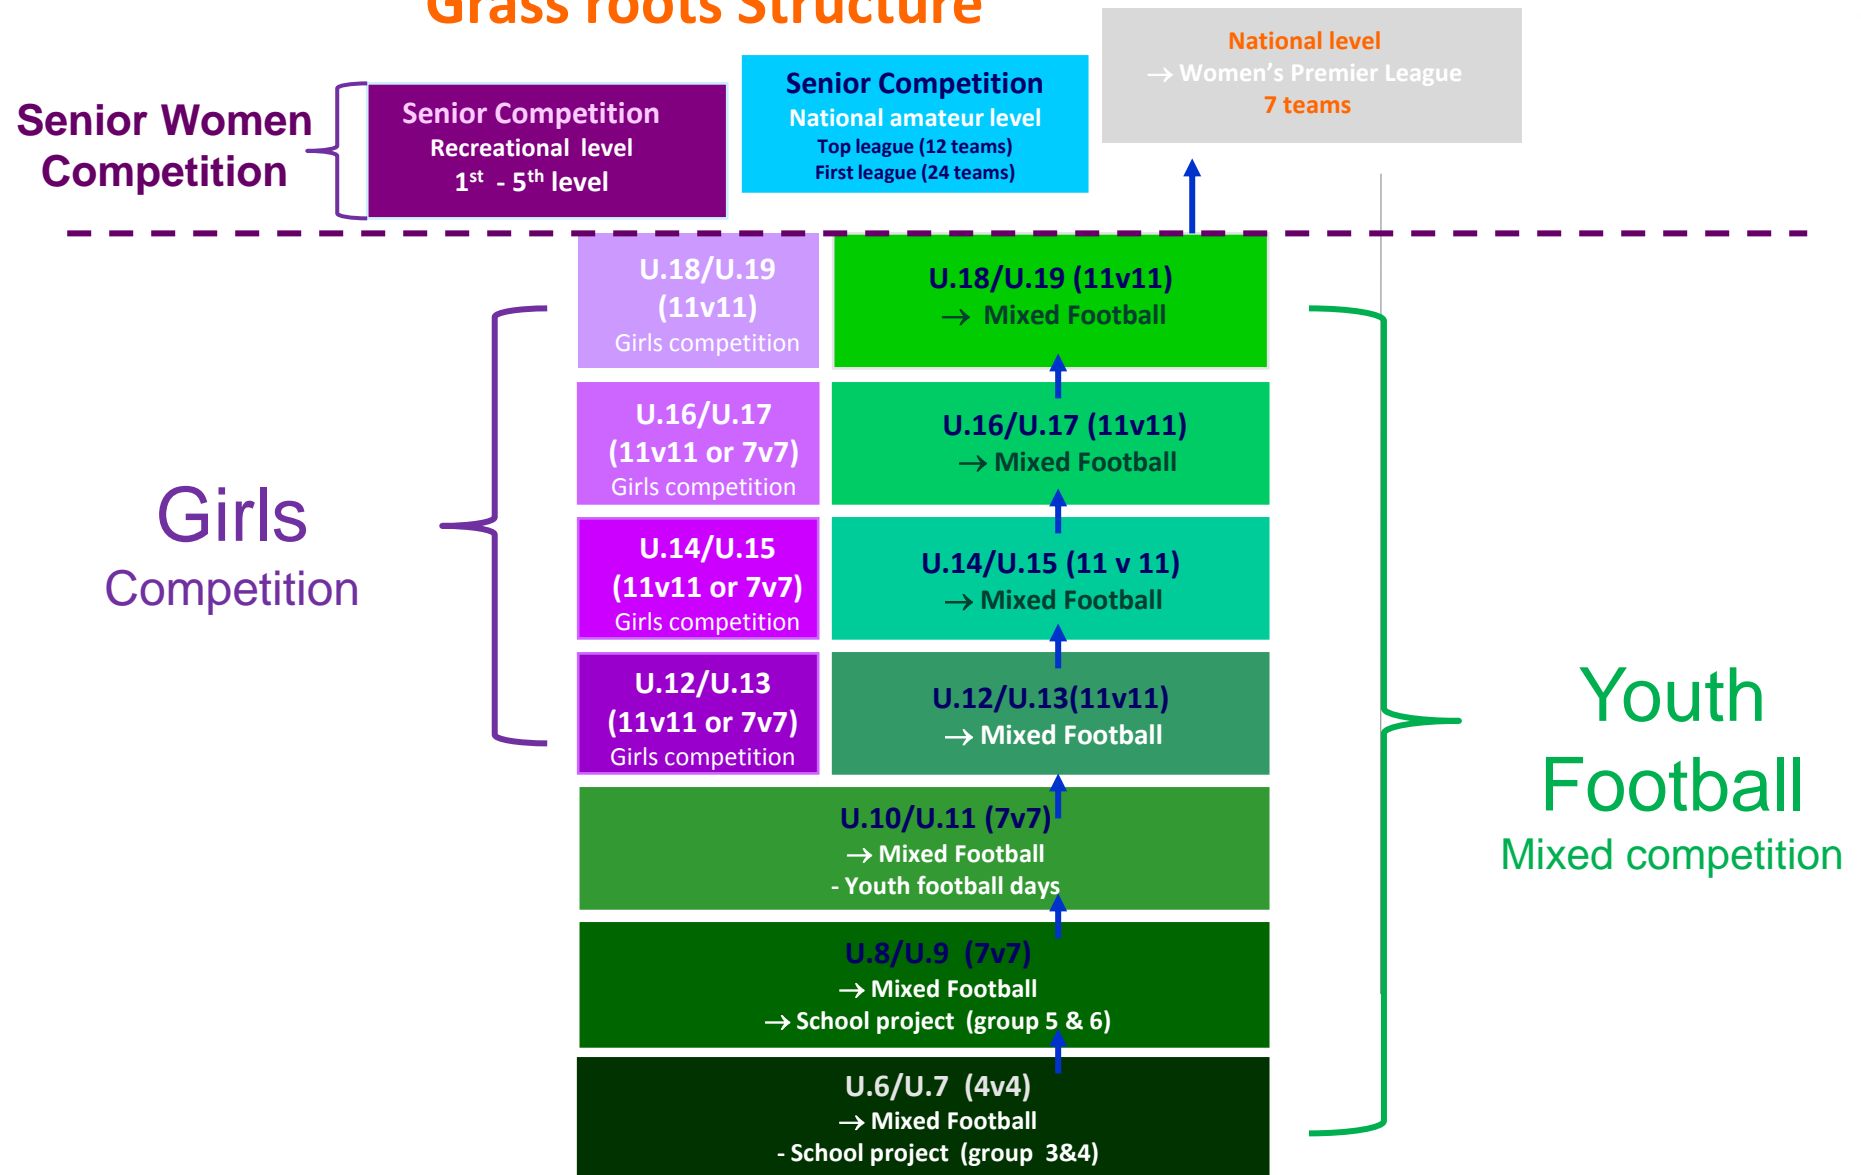 Grass roots Structure
Senior Women
Competition
Senior Competition
Recreational level
1st - 5th level
Senior Competition
National amateur level
Top league (12 teams)
First league (24 teams)
National level
→ Women's Premier League
7 teams
U.18/U.19
(11v11)
Girls competition
U.18/U.19 (11v11)
→ Mixed Football
U.16/U.17
(11v11 or 7v7)
Girls competition
U.16/U.17 (11v11)
→ Mixed Football
Girls
Competition
U.14/U.15
(11v11 or 7v7)
Girls competition
U.14/U.15 (11 v 11)
→ Mixed Football
U.12/U.13
(11v11 or 7v7)
Girls competition
U.12/U.13(11v11)
→ Mixed Football
Youth
Football
Mixed competition
U.10/U.11 (7v7)
→ Mixed Football
- Youth football days
U.8/U.9 (7v7)
→ Mixed Football
→ School project (group 5 & 6)
U.6/U.7 (4v4)
→ Mixed Football
- School project (group 3&4)